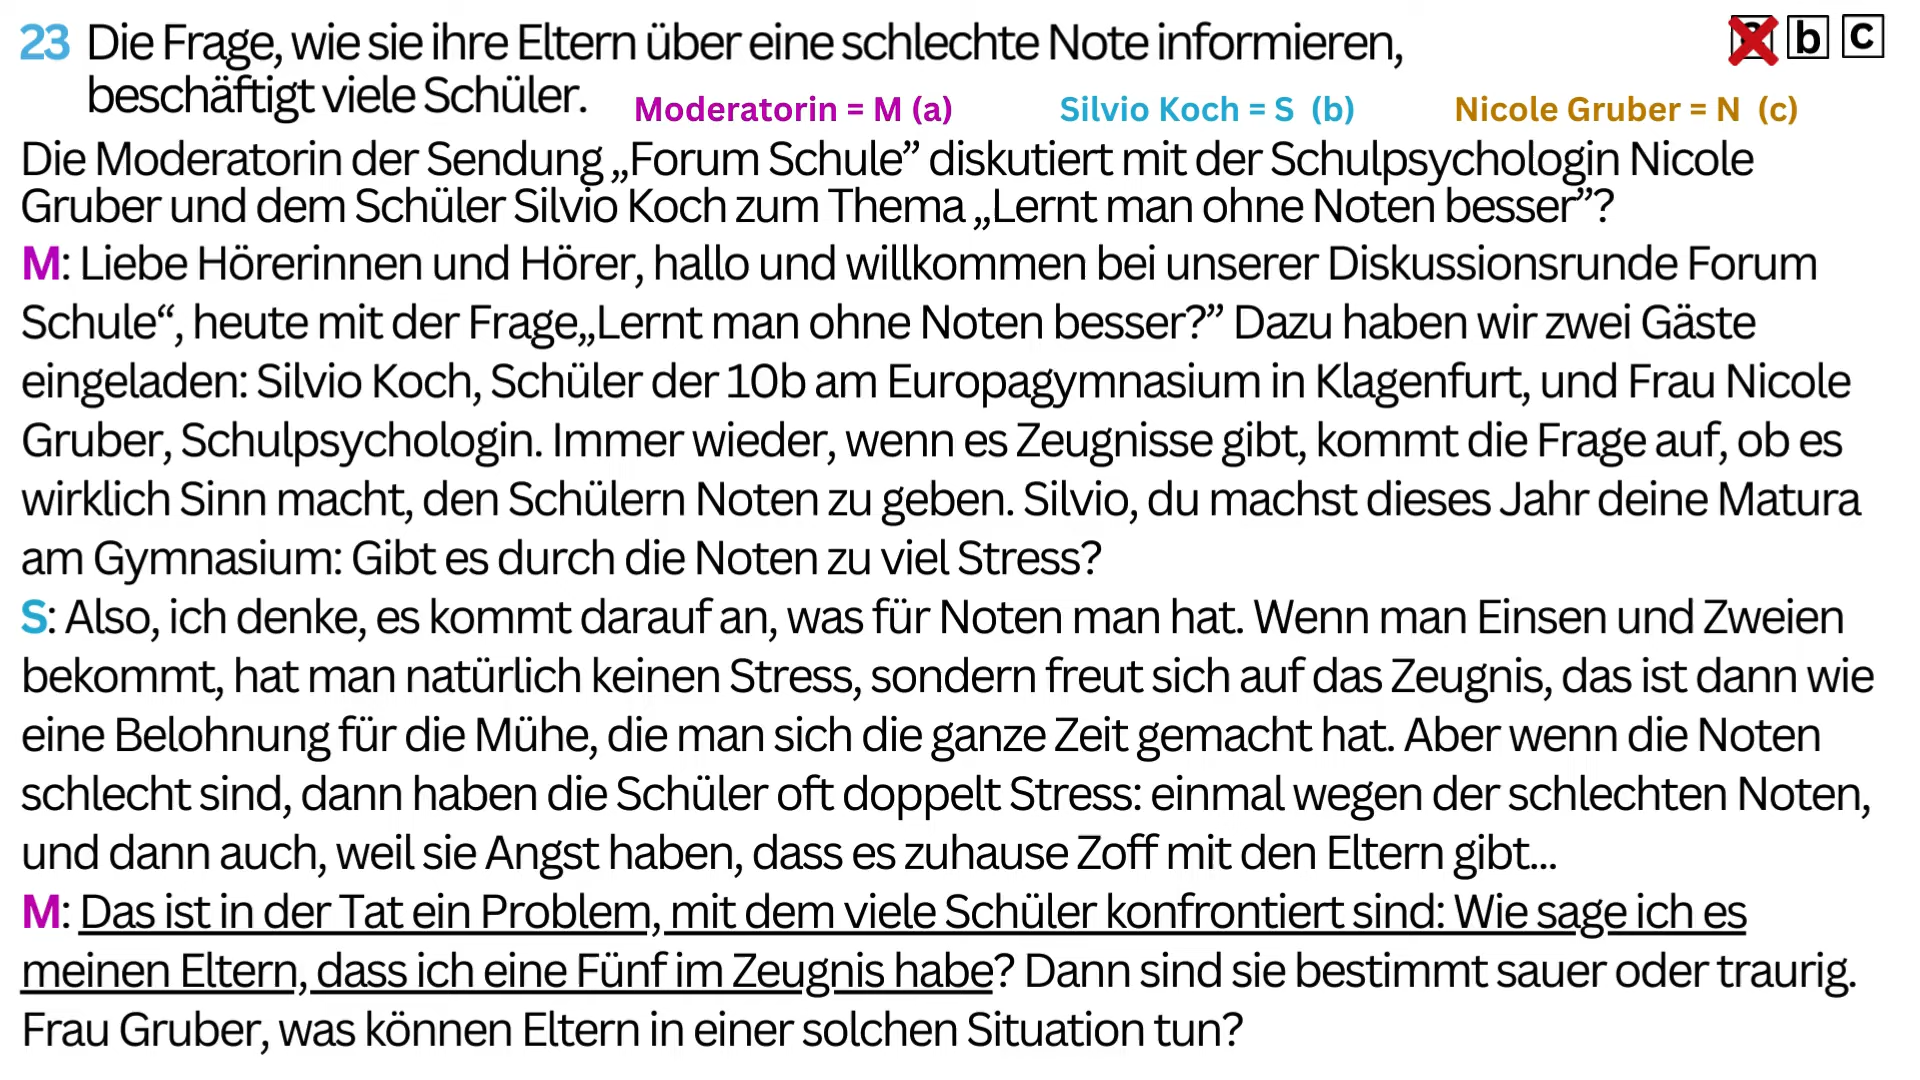 23 Die Frage, wie sie ihre Eltern über eine schlechte Note informieren, b c
beschäftigt viele Schüler.
Moderatorin = M (a) Silvio Koch = S (b) Nicole Gruber = N (c)
Die Moderatorin der Sendung „Forum Schule” diskutiert mit der Schulpsychologin Nicole
Gruber und dem Schüler Silvio Koch zum Thema „Lernt man ohne Noten besser”?
M: Liebe Hörerinnen und Hörer, hallo und willkommen bei unserer Diskussionsrunde Forum
Schule“, heute mit der Frage„Lernt man ohne Noten besser?” Dazu haben wir zwei Gäste
eingeladen: Silvio Koch, Schüler der 10b am Europagymnasium in Klagenfurt, und Frau Nicole
Gruber, Schulpsychologin. Immer wieder, wenn es Zeugnisse gibt, kommt die Frage auf, ob es
wirklich Sinn macht, den Schülern Noten zu geben. Silvio, du machst dieses Jahr deine Matura
am Gymnasium: Gibt es durch die Noten zu viel Stress?
S: Also, ich denke, es kommt darauf an, was für Noten man hat. Wenn man Einsen und Zweien
bekommt, hat man natürlich keinen Stress, sondern freut sich auf das Zeugnis, das ist dann wie
eine Belohnung für die Mühe, die man sich die ganze Zeit gemacht hat. Aber wenn die Noten
schlecht sind, dann haben die Schüler oft doppelt Stress: einmal wegen der schlechten Noten,
und dann auch, weil sie Angst haben, dass es zuhause Zoff mit den Eltern gibt...
M: Das ist in der Tat ein Problem, mit dem viele Schüler konfrontiert sind: Wie sage ich es
meinen Eltern, dass ich eine Fünf im Zeugnis habe? Dann sind sie bestimmt sauer oder traurig.
Frau Gruber, was können Eltern in einer solchen Situation tun?